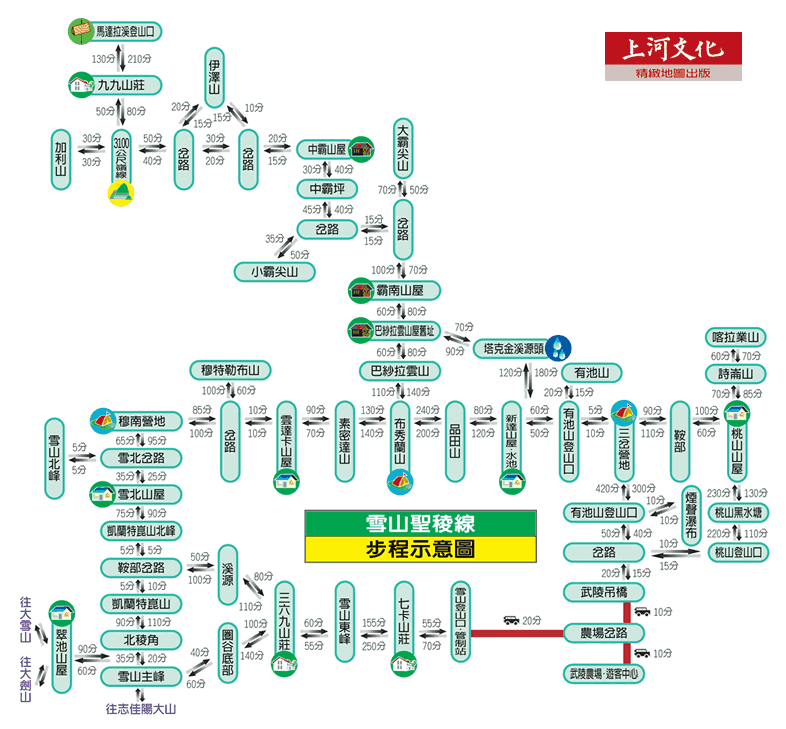 上河文化
精緻地圖出版
馬達拉溪登山口
130分 210分
九九山莊
50分 80分
伊澤山
20分 15分
15分 10分
加利山
30分
30分
3100公尺嶺線
50分
40分
岔路
30分
20分
岔路
20分
15分
中霸山屋
30分 40分
中霸坪
45分 40分
岔路
15分
15分
35分
50分
小霸尖山
大霸尖山
70分 50分
岔路
100分 70分
霸南山屋
60分 80分
巴紗拉雲山屋舊址
60分 80分
巴紗拉雲山
110分 140分
70分
90分
塔克金溪源頭
120分 180分
有池山
20分 15分
喀拉業山
60分 70分
詩崙山
70分 85分
穆特勒布山
100分 60分
雪山北峰
5分
5分
穆南營地
85分
100分
岔路
10分
10分
雲達卡山屋
90分
70分
素密達山
130分
140分
布秀蘭山
240分
200分
品田山
80分
120分
新達山屋·水池
60分
50分
有池山登山口
5分
10分
三岔營地
90分
110分
鞍部
100分
60分
桃山山屋
65分 95分
雪北岔路
35分 25分
雪北山屋
75分 90分
凱蘭特崑山北峰
5分 5分
鞍部岔路
5分 10分
凱蘭特崑山
90分 110分
北稜角
35分 20分
雪山主峰
往志佳陽大山
50分
100分
溪源
80分
110分
420分 300分
有池山登山口
10分
10分
煙聲瀑布
50分 40分
岔路
10分
15分
230分 130分
桃山黑水塘
220分 110分
桃山登山口
20分 15分
武陵吊橋
10分
農場岔路
10分
武陵農場·遊客中心
雪山聖稜線
步程示意圖
往大雪山
往大劍山
翠池山屋
90分
60分
40分
60分
圈谷底部
100分
140分
三六九山莊
60分
55分
雪山東峰
155分
250分
七卡山莊
55分
70分
雪山登山口·管制站
20分